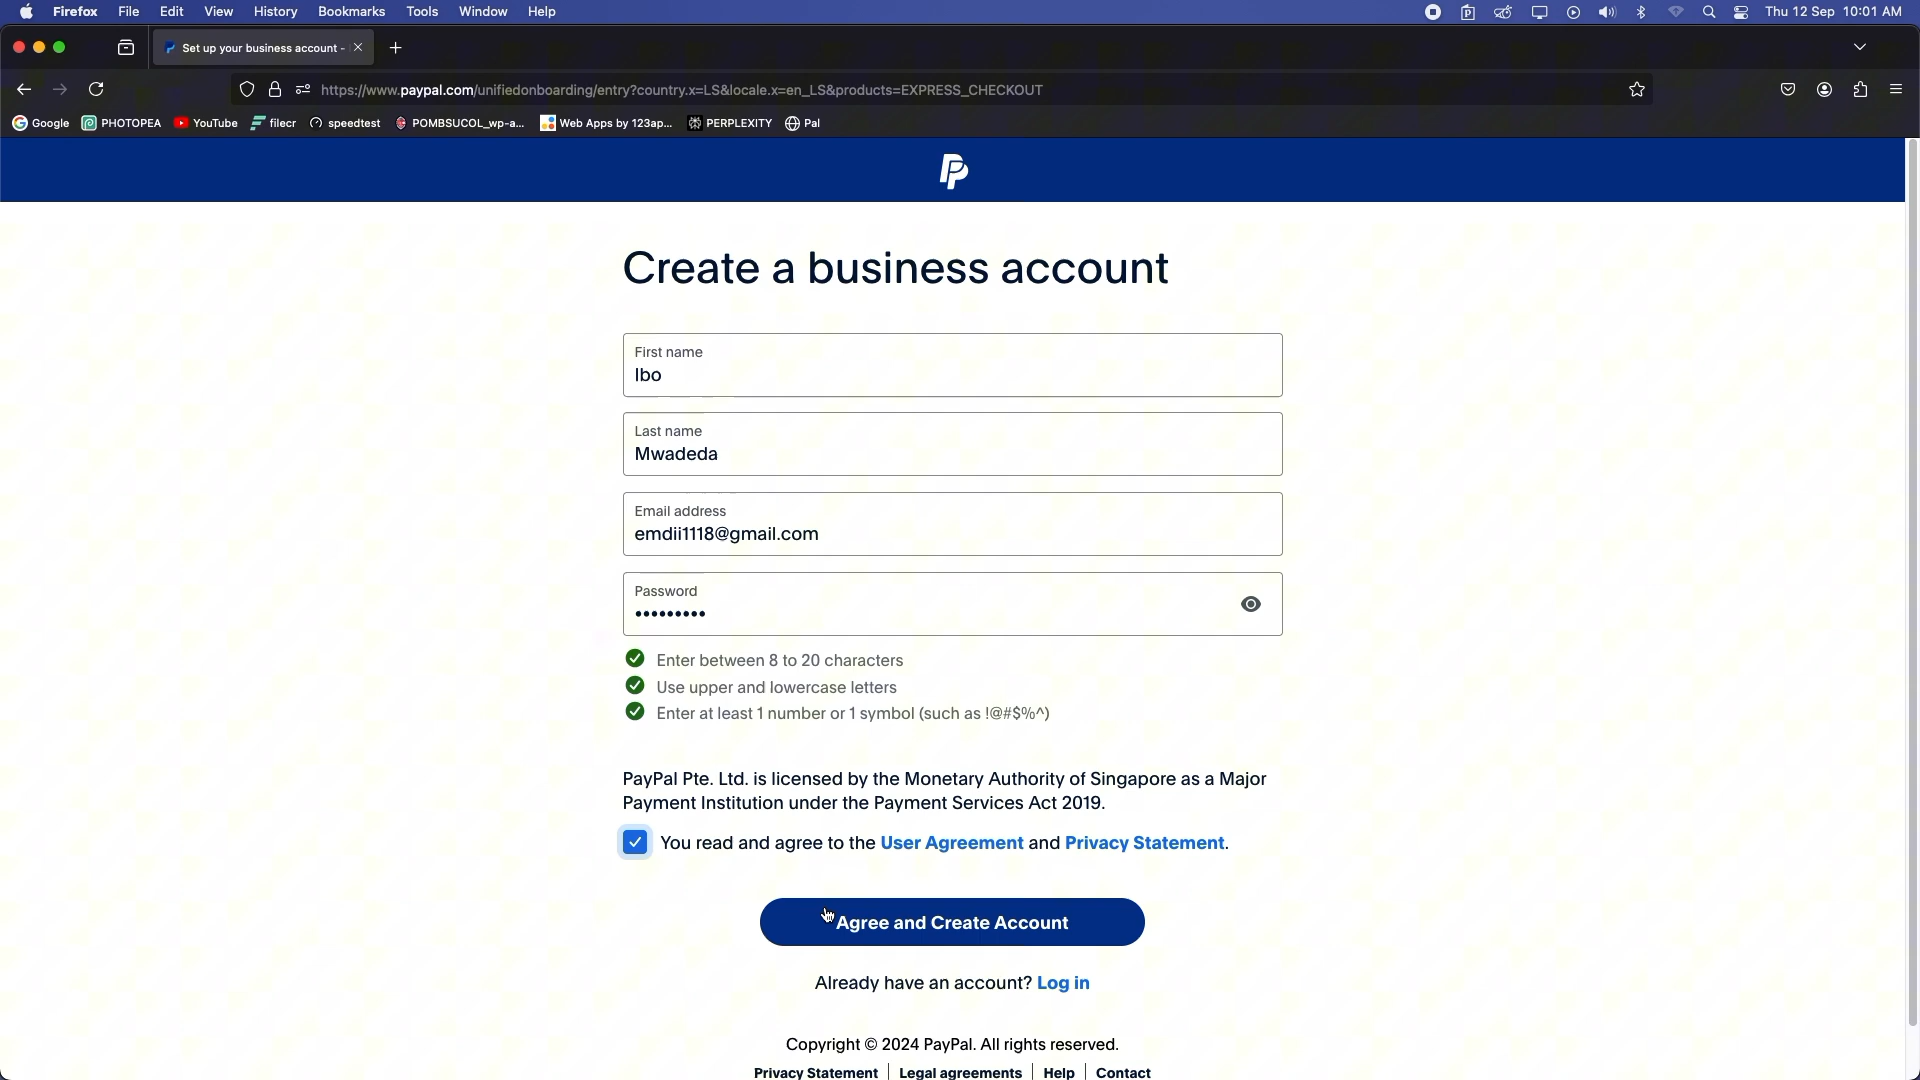 Firefox File Edit View History Bookmarks Tools Window Help Thu 12 Sep 10:01 AM
Set up your business account -
https://www.paypal.com/unifiedonboarding/entry?country.x=LS&locale.x=en_LS&products=EXPRESS_CHECKOUT
Google PHOTOPEA YouTube filecr speedtest POMBSUCOL_wp-a... Web Apps by 123ap... PERPLEXITY Pal
Create a business account
First name
Ibo
Last name
Mwadeda
Email address
emdii1118@gmail.com
Password
•••••••••
Enter between 8 to 20 characters
Use upper and lowercase letters
Enter at least 1 number or 1 symbol (such as !@#$%^)
PayPal Pte. Ltd. is licensed by the Monetary Authority of Singapore as a Major
Payment Institution under the Payment Services Act 2019.
You read and agree to the User Agreement and Privacy Statement.
Agree and Create Account
Already have an account? Log in
Copyright © 2024 PayPal. All rights reserved.
Privacy Statement Legal agreements Help Contact